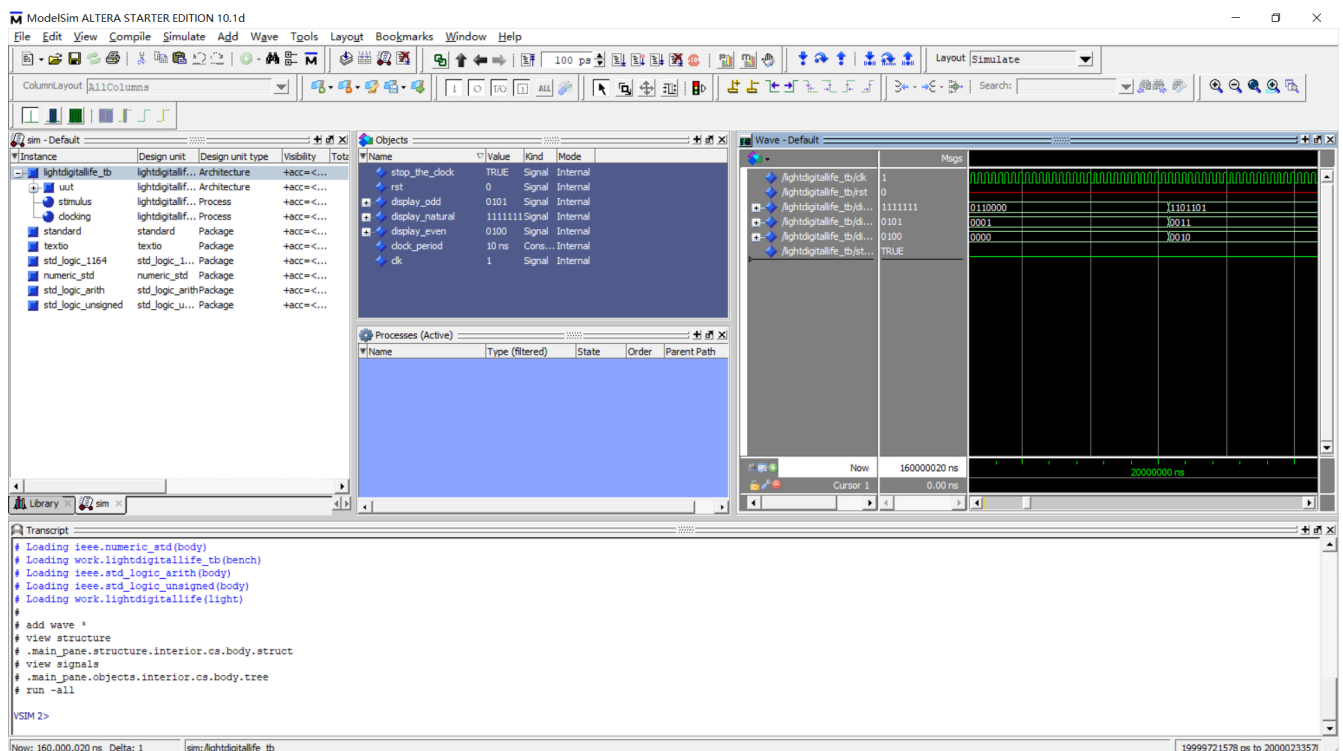 ModelSim ALTERA STARTER EDITION 10.1d
File Edit View Compile Simulate Add Wave Tools Layout Bookmarks Window Help
100 ps
Layout Simulate
ColumnLayout AllColumns
I O I/O ALL
Search:
sim - Default
Instance Design unit Design unit type Visibility Tota
lightdigitallife_tb lightdigitallif... Architecture +acc=<...
uut lightdigitallif... Architecture +acc=<...
stimulus lightdigitallif... Process +acc=<...
clocking lightdigitallif... Process +acc=<...
standard standard Package +acc=<...
textio textio Package +acc=<...
std_logic_1164 std_logic_1... Package +acc=<...
numeric_std numeric_std Package +acc=<...
std_logic_arith std_logic_arith Package +acc=<...
std_logic_unsigned std_logic_u... Package +acc=<...
Library sim
Objects
Name Value Kind Mode
stop_the_clock TRUE Signal Internal
rst 0 Signal Internal
display_odd 0101 Signal Internal
display_natural 1111111 Signal Internal
display_even 0100 Signal Internal
clock_period 10 ns Cons... Internal
clk 1 Signal Internal
Processes (Active)
Name Type (filtered) State Order Parent Path
Wave - Default
Msgs
/lightdigitallife_tb/clk 1
/lightdigitallife_tb/rst 0
/lightdigitallife_tb/di... 1111111 0110000 1101101
/lightdigitallife_tb/di... 0101 0001 0011
/lightdigitallife_tb/di... 0100 0000 0010
/lightdigitallife_tb/st... TRUE
Now 160000020 ns 20000000 ns
Cursor 1 0.00 ns
Transcript
# Loading ieee.numeric_std(body)
# Loading work.lightdigitallife_tb(bench)
# Loading ieee.std_logic_arith(body)
# Loading ieee.std_logic_unsigned(body)
# Loading work.lightdigitallife(light)
#
# add wave *
# view structure
# .main_pane.structure.interior.cs.body.struct
# view signals
# .main_pane.objects.interior.cs.body.tree
# run -all
VSIM 2>
Now: 160,000,020 ns Delta: 1 sim:/lightdigitallife_tb 19999721578 ps to 2000023357